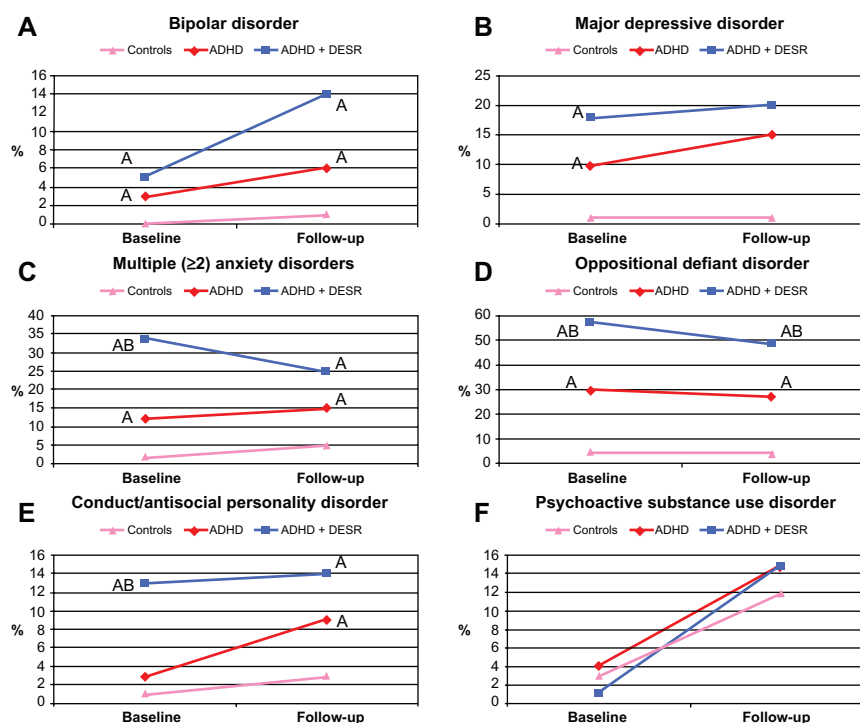 A
Bipolar disorder
Controls ADHD ADHD + DESR
16
14
12
10
8
6
4
2
0
%
A
A
A
A
Baseline Follow-up
B
Major depressive disorder
Controls ADHD ADHD + DESR
25
20
15
10
5
0
%
A
A
Baseline Follow-up
C
Multiple (≥2) anxiety disorders
Controls ADHD ADHD + DESR
40
35
30
25
20
15
10
5
0
%
AB
A
A
A
Baseline Follow-up
D
Oppositional defiant disorder
Controls ADHD ADHD + DESR
60
50
40
30
20
10
0
%
AB
AB
A
A
Baseline Follow-up
E
Conduct/antisocial personality disorder
Controls ADHD ADHD + DESR
16
14
12
10
8
6
4
2
0
%
AB
A
A
Baseline Follow-up
F
Psychoactive substance use disorder
Controls ADHD ADHD + DESR
16
14
12
10
8
6
4
2
0
%
Baseline Follow-up